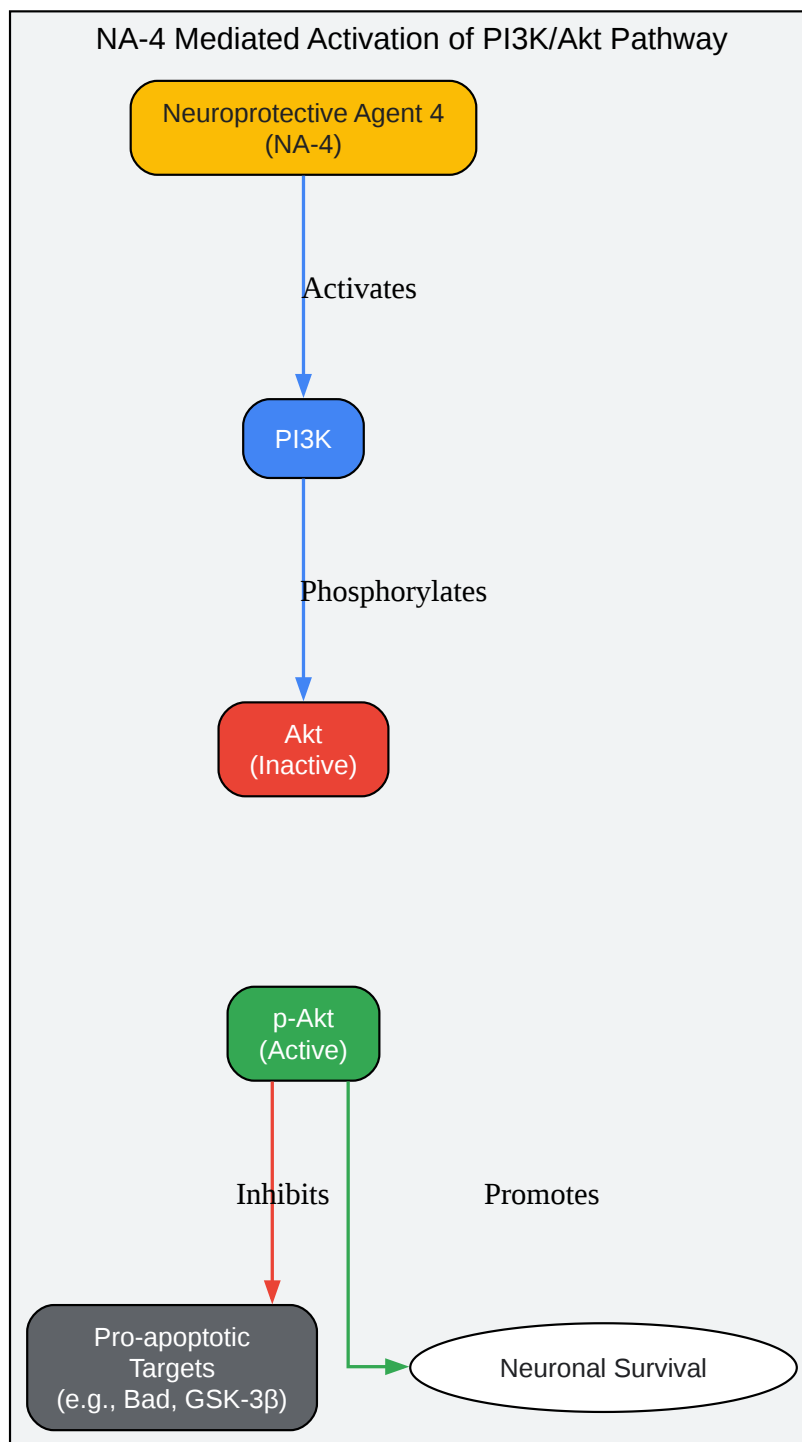 NA-4 Mediated Activation of PI3K/Akt Pathway
Neuroprotective Agent 4
(NA-4)
Activates
PI3K
Phosphorylates
Akt
(Inactive)
p-Akt
(Active)
Inhibits
Promotes
Pro-apoptotic
Targets
(e.g., Bad, GSK-3β)
Neuronal Survival